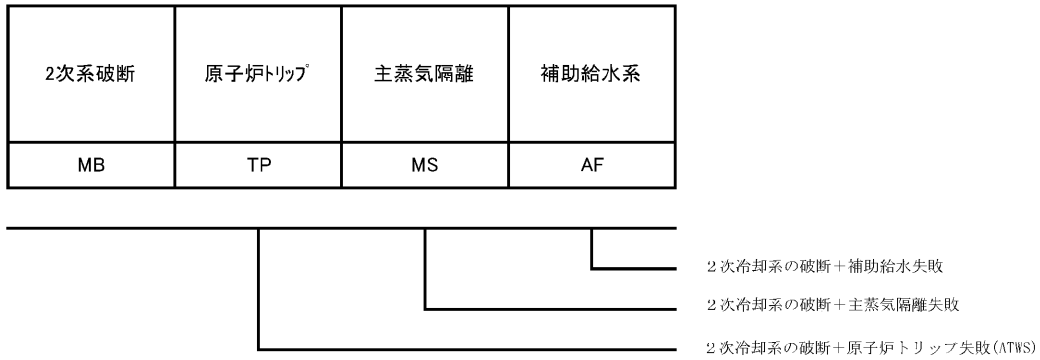 2次系破断
原子炉ﾄﾘｯﾌﾟ
主蒸気隔離
補助給水系
MB
TP
MS
AF
２次冷却系の破断＋補助給水失敗
２次冷却系の破断＋主蒸気隔離失敗
２次冷却系の破断＋原子炉トリップ失敗(ATWS)